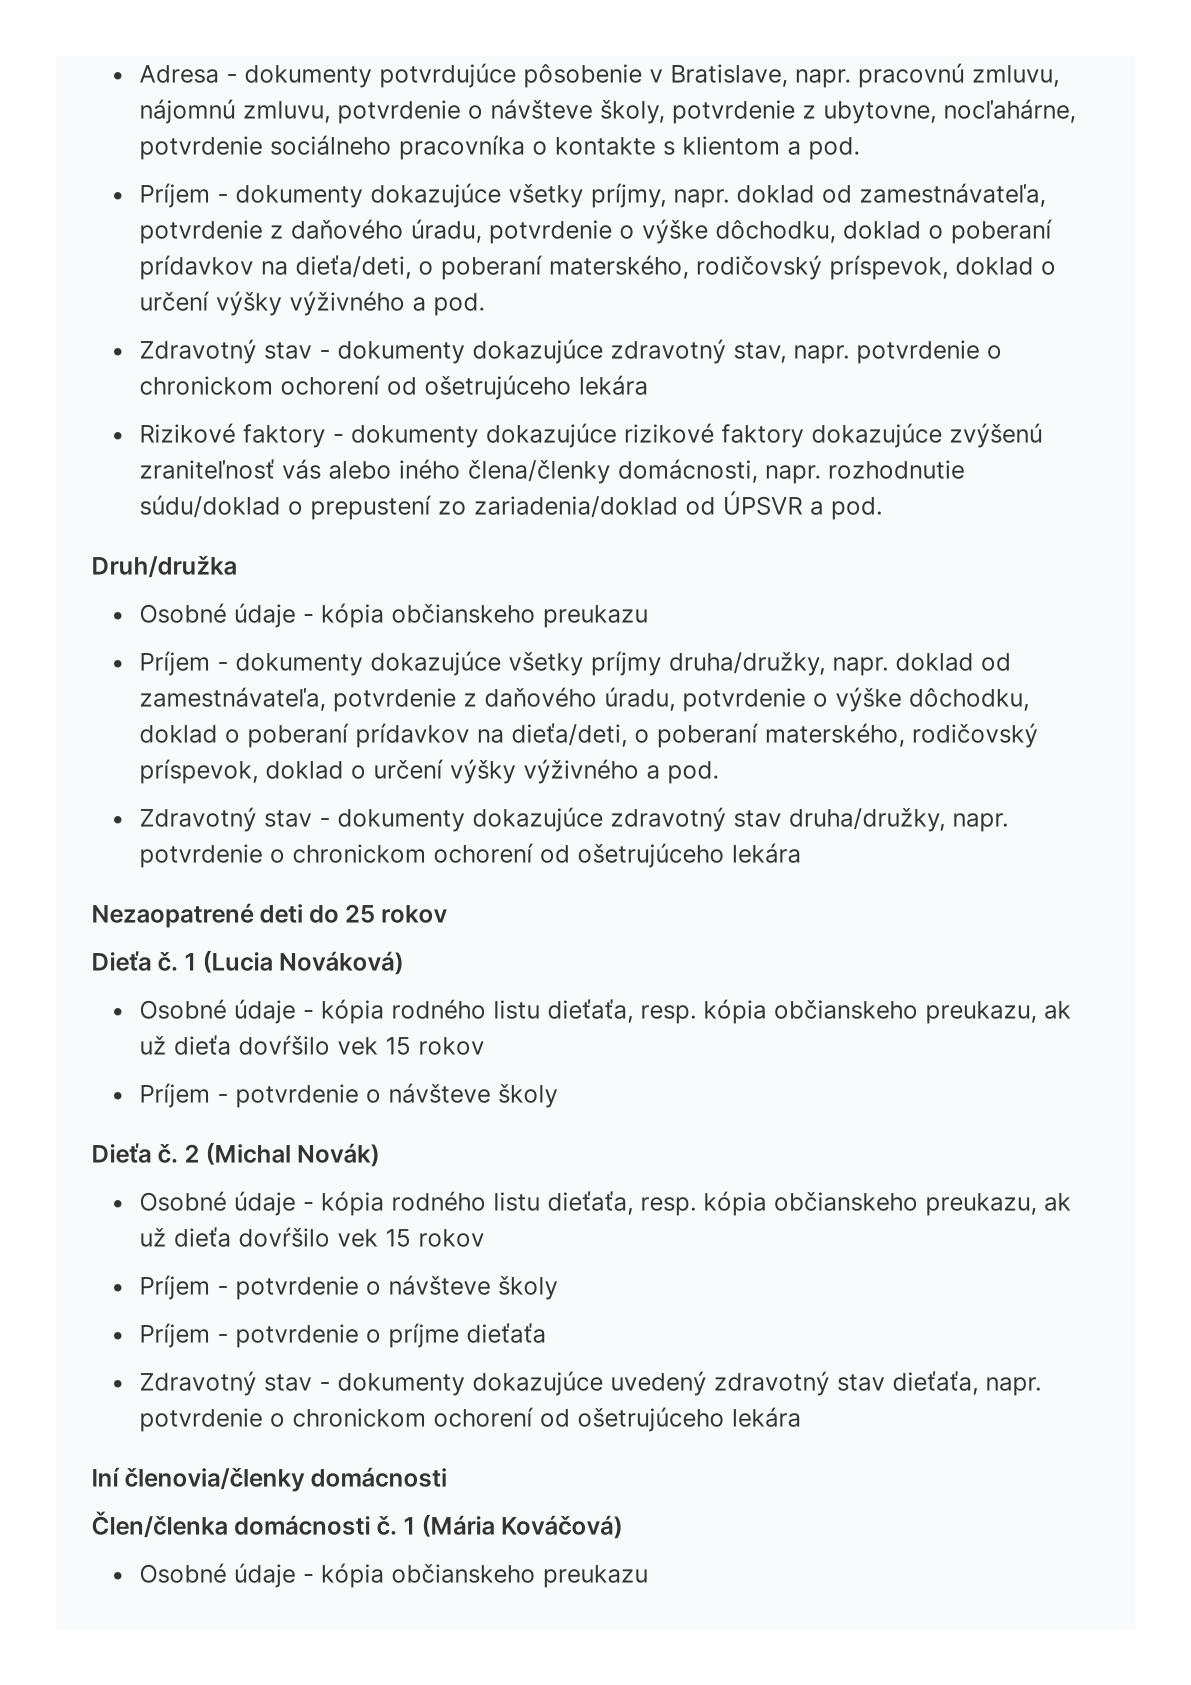 • Adresa - dokumenty potvrdujúce pôsobenie v Bratislave, napr. pracovnú zmluvu,
nájomnú zmluvu, potvrdenie o návšteve školy, potvrdenie z ubytovne, nocľahárne,
potvrdenie sociálneho pracovníka o kontakte s klientom a pod.
• Príjem - dokumenty dokazujúce všetky príjmy, napr. doklad od zamestnávateľa,
potvrdenie z daňového úradu, potvrdenie o výške dôchodku, doklad o poberaní
prídavkov na dieťa/deti, o poberaní materského, rodičovský príspevok, doklad o
určení výšky výživného a pod.
• Zdravotný stav - dokumenty dokazujúce zdravotný stav, napr. potvrdenie o
chronickom ochorení od ošetrujúceho lekára
• Rizikové faktory - dokumenty dokazujúce rizikové faktory dokazujúce zvýšenú
zraniteľnosť vás alebo iného člena/členky domácnosti, napr. rozhodnutie
súdu/doklad o prepustení zo zariadenia/doklad od ÚPSVR a pod.
Druh/družka
• Osobné údaje - kópia občianskeho preukazu
• Príjem - dokumenty dokazujúce všetky príjmy druha/družky, napr. doklad od
zamestnávateľa, potvrdenie z daňového úradu, potvrdenie o výške dôchodku,
doklad o poberaní prídavkov na dieťa/deti, o poberaní materského, rodičovský
príspevok, doklad o určení výšky výživného a pod.
• Zdravotný stav - dokumenty dokazujúce zdravotný stav druha/družky, napr.
potvrdenie o chronickom ochorení od ošetrujúceho lekára
Nezaopatrené deti do 25 rokov
Dieťa č. 1 (Lucia Nováková)
• Osobné údaje - kópia rodného listu dieťaťa, resp. kópia občianskeho preukazu, ak
už dieťa dovŕšilo vek 15 rokov
• Príjem - potvrdenie o návšteve školy
Dieťa č. 2 (Michal Novák)
• Osobné údaje - kópia rodného listu dieťaťa, resp. kópia občianskeho preukazu, ak
už dieťa dovŕšilo vek 15 rokov
• Príjem - potvrdenie o návšteve školy
• Príjem - potvrdenie o príjme dieťaťa
• Zdravotný stav - dokumenty dokazujúce uvedený zdravotný stav dieťaťa, napr.
potvrdenie o chronickom ochorení od ošetrujúceho lekára
Iní členovia/členky domácnosti
Člen/členka domácnosti č. 1 (Mária Kováčová)
• Osobné údaje - kópia občianskeho preukazu